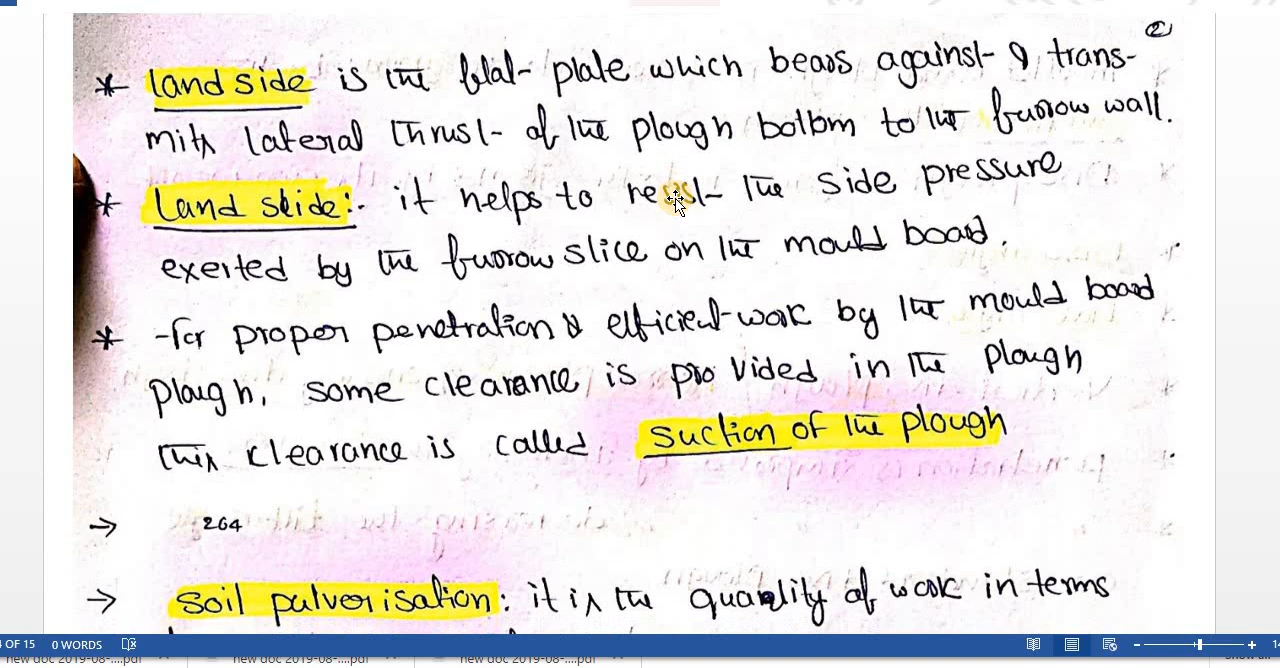 2
* land side is the flat plate which bears against & trans-
mits lateral thrust of the plough bottom to the furrow wall.
* land slide:- it helps to resist the side pressure
exerted by the furrow slice on the mould board.
* for proper penetration & efficient work by the mould board
plough, some clearance is provided in the plough
this clearance is called suction of the plough
→ 264
→ soil pulverisation: it is the quality of work in terms
OF 15 0 WORDS
new doc 2019-08-....pdf new doc 2019-08-....pdf new doc 2019-08-....pdf